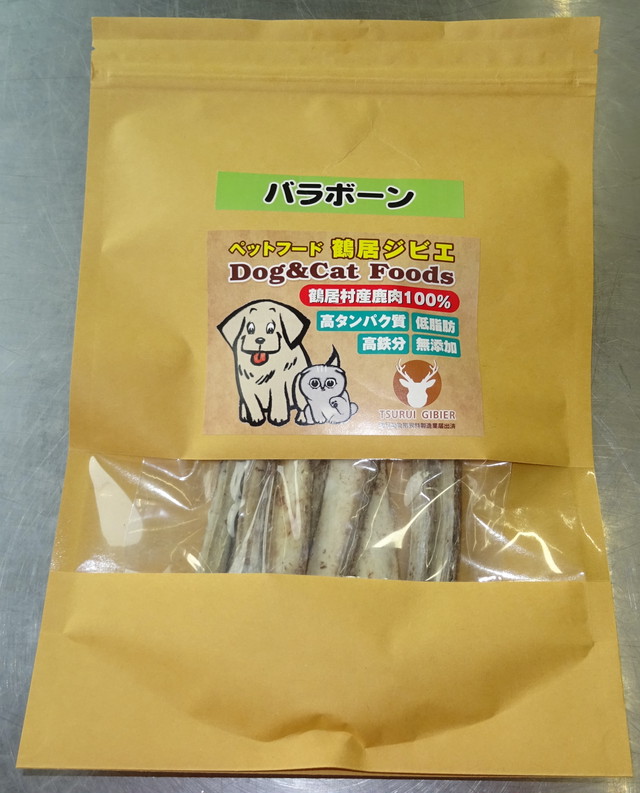 バラボーン
ペットフード 鶴居ジビエ
Dog&Cat Foods
鶴居村産鹿肉100%
高タンパク質 低脂肪
高鉄分 無添加
TSURUI GIBIER